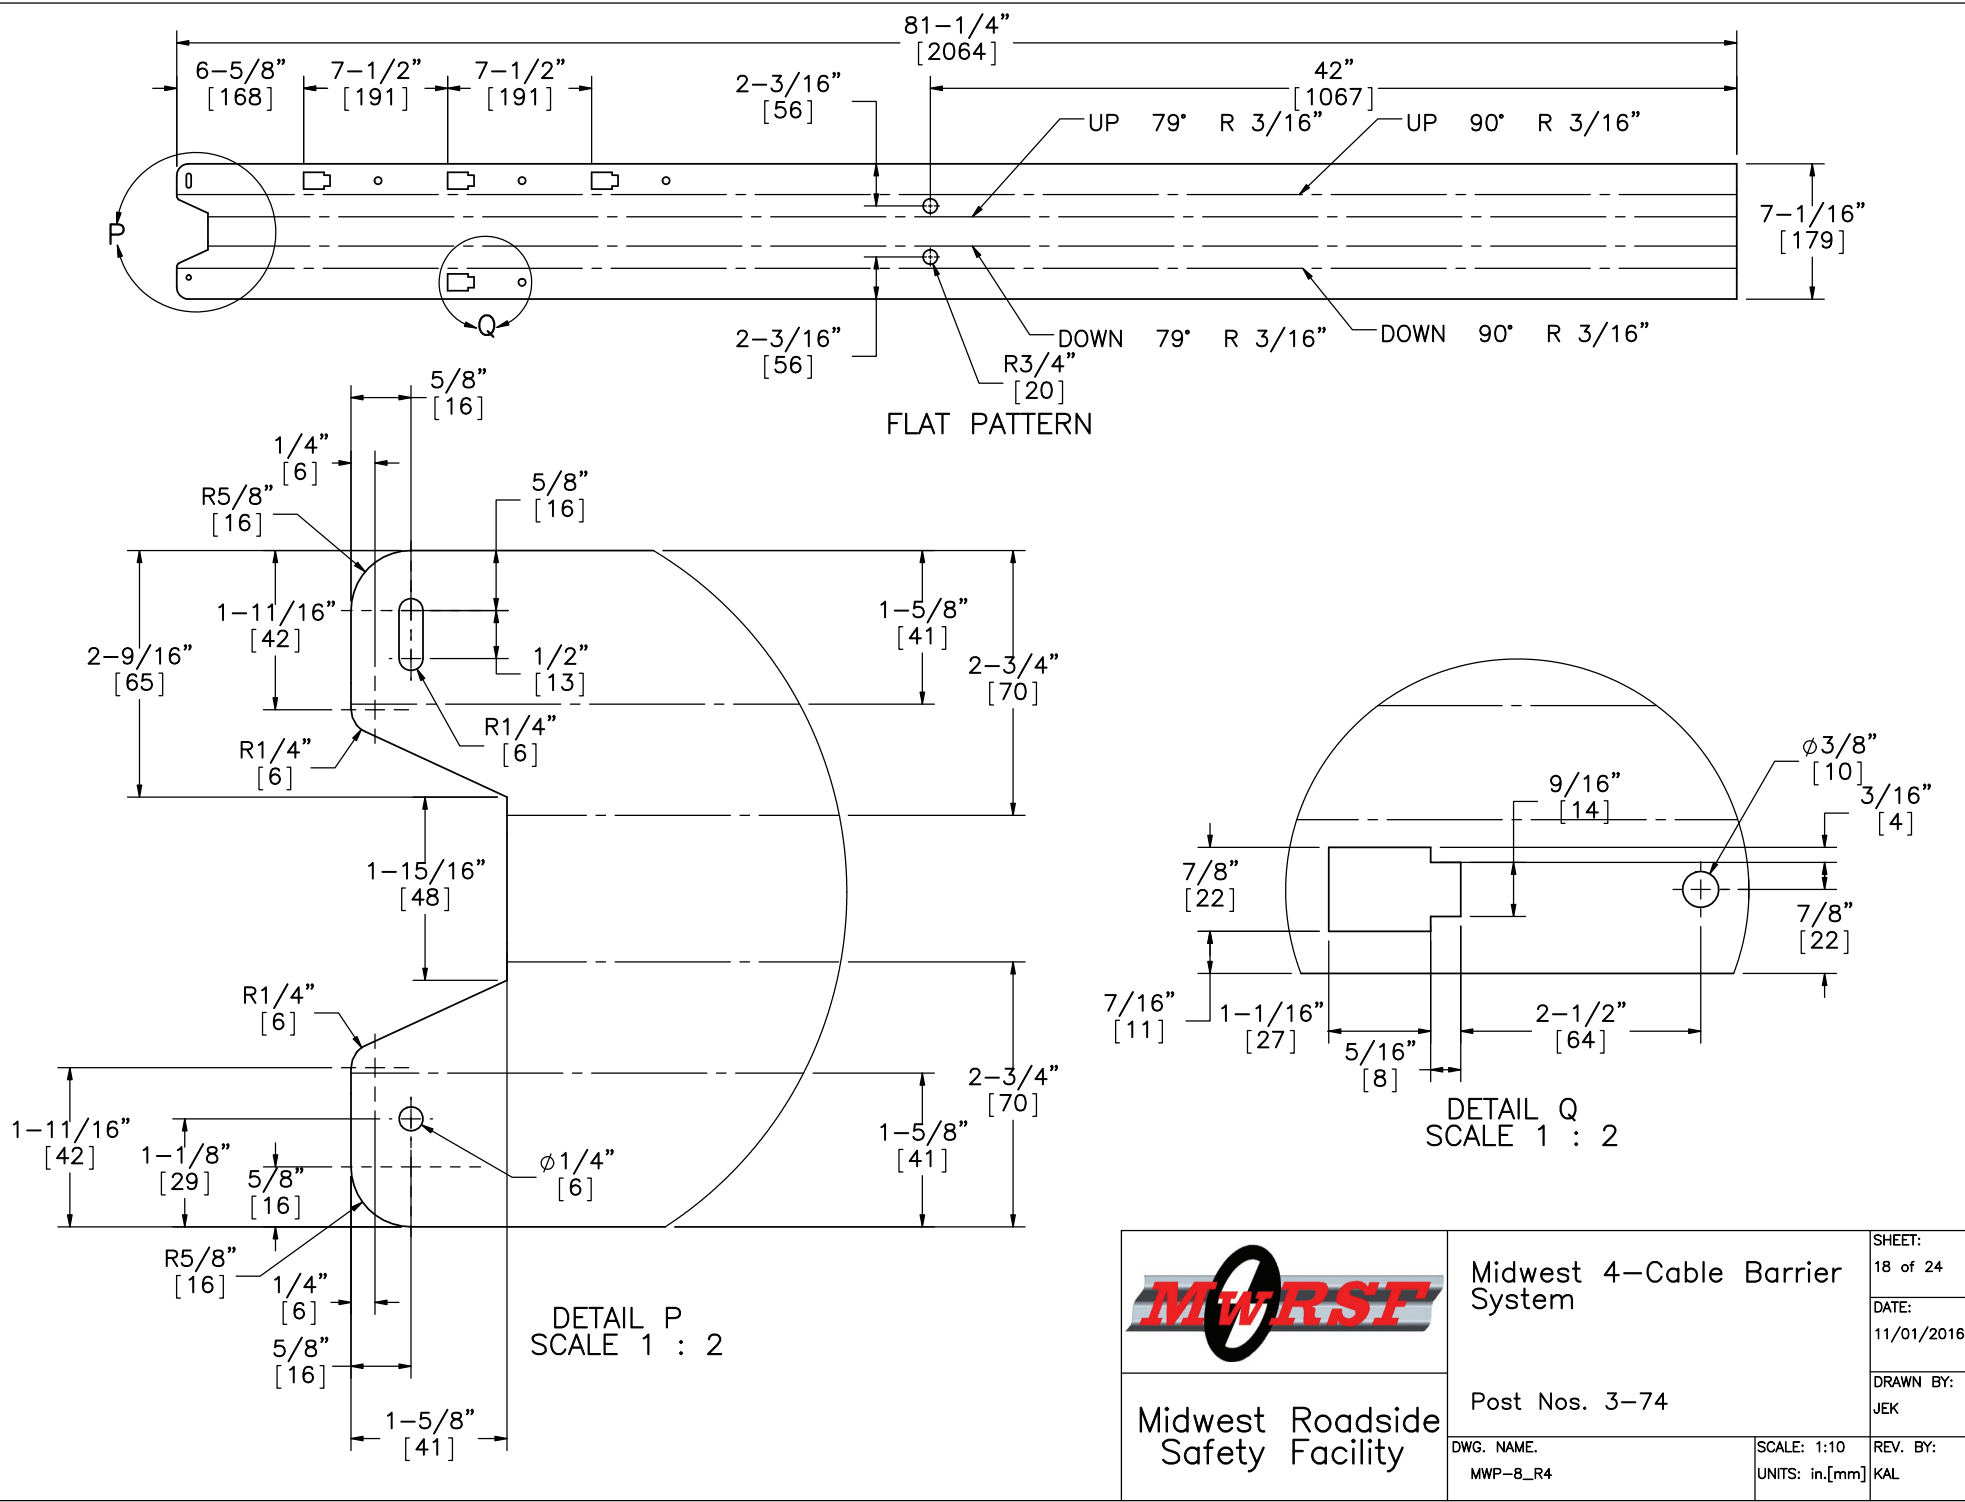 81-1/4"
[2064]
6-5/8"
[168]
7-1/2"
[191]
7-1/2"
[191]
2-3/16"
[56]
42"
[1067]
UP 79° R 3/16"
UP 90° R 3/16"
P
7-1/16"
[179]
Q
2-3/16"
[56]
DOWN 79° R 3/16"
DOWN 90° R 3/16"
R3/4"
[20]
FLAT PATTERN
5/8"
[16]
1/4"
[6]
R5/8"
[16]
5/8"
[16]
1-11/16"
[42]
2-9/16"
[65]
1/2"
[13]
1-5/8"
[41]
2-3/4"
[70]
R1/4"
[6]
R1/4"
[6]
1-15/16"
[48]
R1/4"
[6]
1-11/16"
[42]
1-1/8"
[29]
5/8"
[16]
ø1/4"
[6]
2-3/4"
[70]
1-5/8"
[41]
R5/8"
[16]
1/4"
[6]
5/8"
[16]
1-5/8"
[41]
DETAIL P
SCALE 1 : 2
ø3/8"
[10]
9/16"
[14]
3/16"
[4]
7/8"
[22]
7/8"
[22]
7/16"
[11]
1-1/16"
[27]
5/16"
[8]
2-1/2"
[64]
DETAIL Q
SCALE 1 : 2
MwRSF
Midwest Roadside
Safety Facility
Midwest 4-Cable Barrier
System
Post Nos. 3-74
DWG. NAME.
MWP-8_R4
SCALE: 1:10
UNITS: in.[mm]
SHEET:
18 of 24
DATE:
11/01/2016
DRAWN BY:
JEK
REV. BY:
KAL